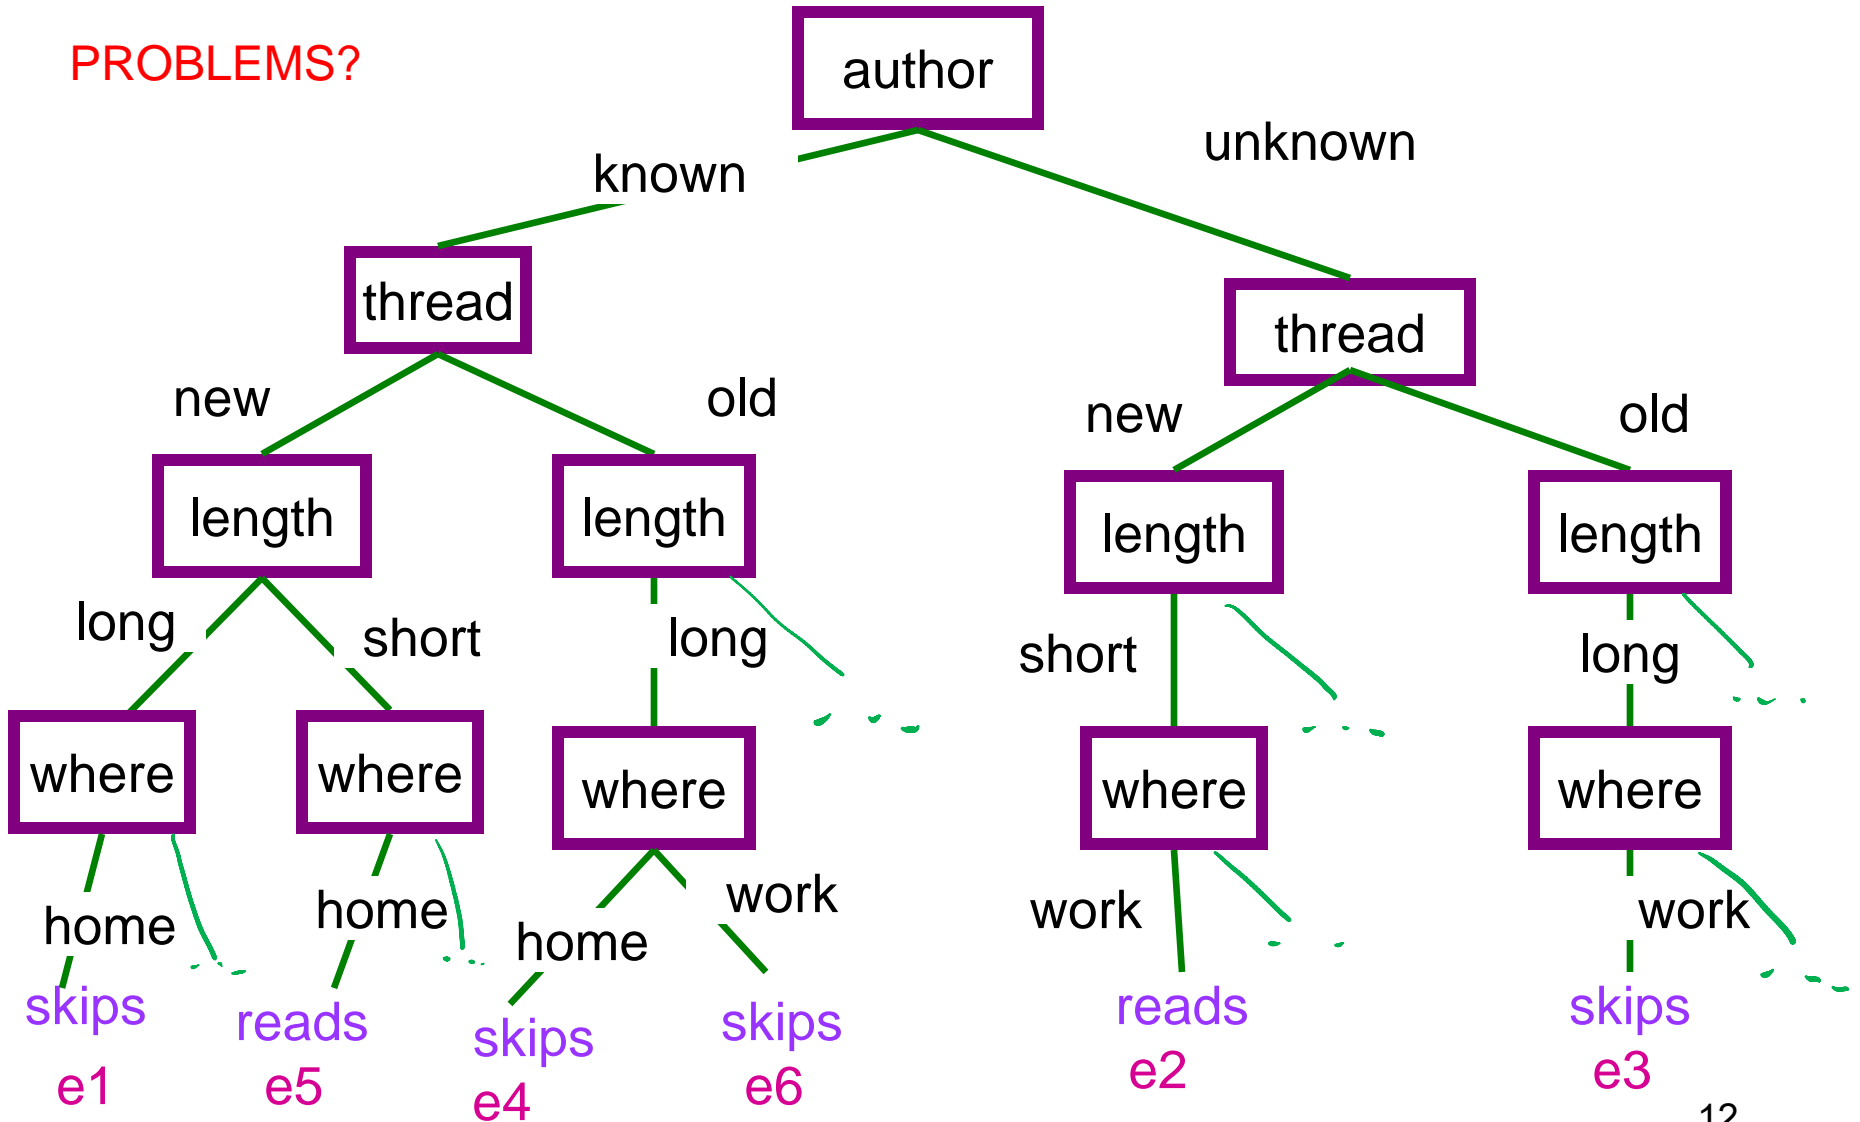 PROBLEMS?
author
known
unknown
thread
thread
new
old
new
old
length
length
length
length
long
short
long
short
long
where
where
where
where
where
home
home
home
work
work
work
skips
reads
skips
skips
reads
skips
e1
e5
e4
e6
e2
e3
12